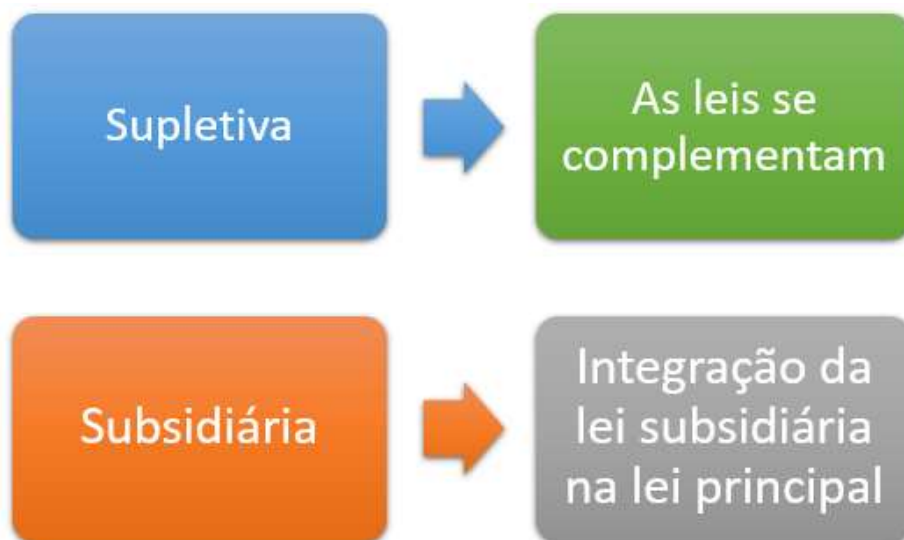 Supletiva
As leis se
complementam
Subsidiária
Integração da
lei subsidiária
na lei principal